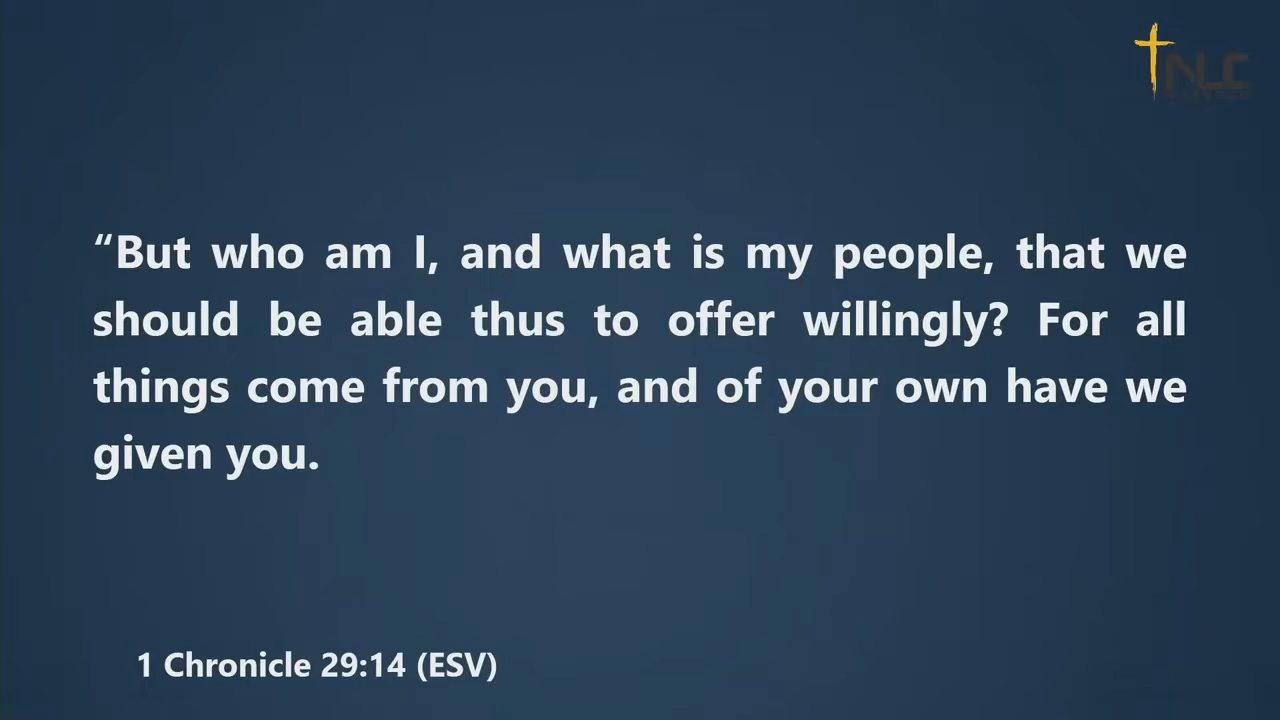 NLC
“But who am I, and what is my people, that we
should be able thus to offer willingly? For all
things come from you, and of your own have we
given you.
1 Chronicle 29:14 (ESV)